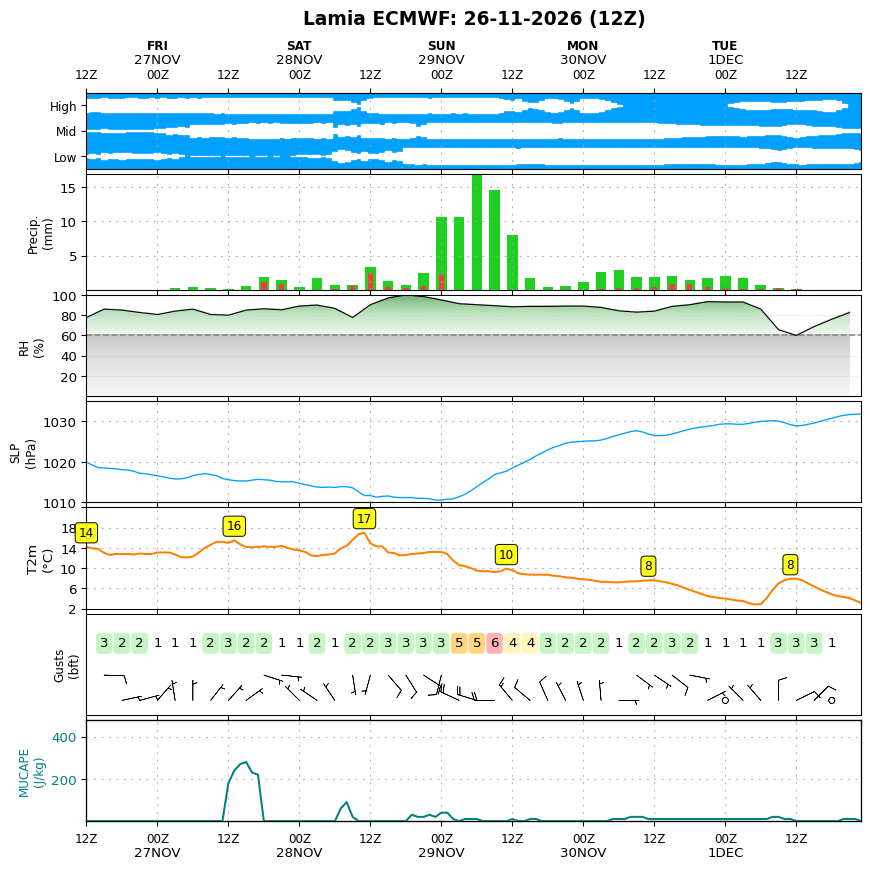 Lamia ECMWF: 26-11-2026 (12Z)
FRI SAT SUN MON TUE
27NOV 28NOV 29NOV 30NOV 1DEC
12Z 00Z 12Z 00Z 12Z 00Z 12Z 00Z 12Z 00Z 12Z
High
Mid
Low
Precip.
(mm)
15
10
5
RH
(%)
100
80
60
40
20
SLP
(hPa)
1030
1020
1010
T2m
(°C)
18
14
10
6
2
14 16 17 10 8 8
Gusts
(bft)
3 2 2 1 1 1 2 3 2 2 1 1 2 1 2 2 3 3 3 3 5 5 6 4 4 3 2 2 2 1 2 2 3 2 1 1 1 1 3 3 3 1
MUCAPE
(J/kg)
400
200
12Z 00Z 12Z 00Z 12Z 00Z 12Z 00Z 12Z 00Z 12Z
27NOV 28NOV 29NOV 30NOV 1DEC